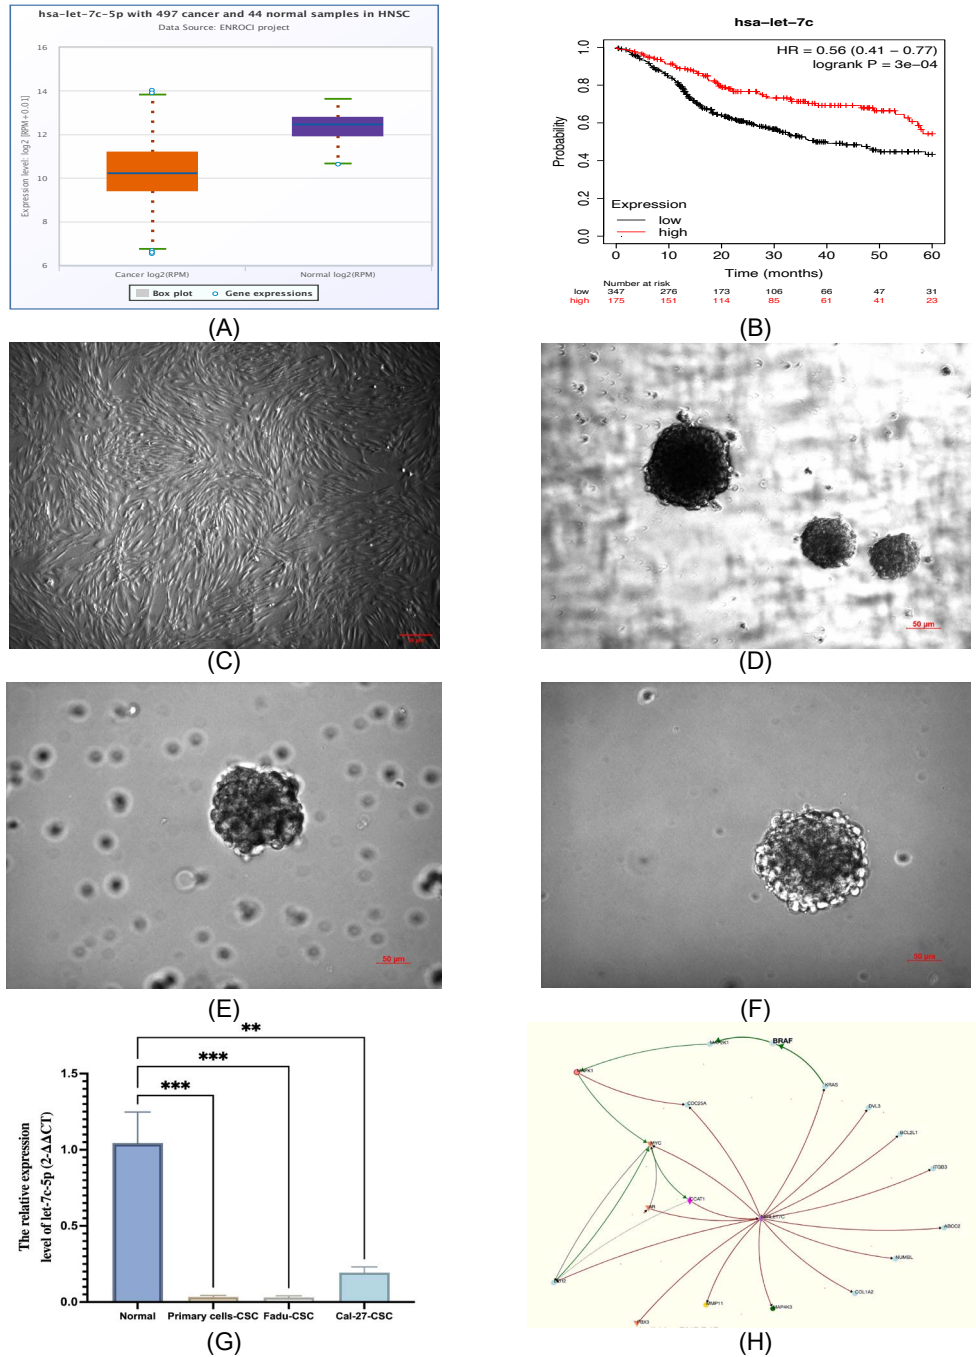 hsa-let-7c-5p with 497 cancer and 44 normal samples in HNSC
Data Source: ENROCI project
Expression level: log2 [RPM+0.01]
16
14
12
10
8
6
Cancer log2(RPM)
Normal log2(RPM)
Box plot
Gene expressions
(A)
hsa-let-7c
HR = 0.56 (0.41 – 0.77)
logrank P = 3e-04
Probability
1.0
0.8
0.6
0.4
0.2
0.0
Expression
low
high
0 10 20 30 40 50 60
Time (months)
Number at risk
low 347 276 173 106 66 47 31
high 175 151 114 85 61 41 23
(B)
(C)
50 µm
(D)
50 µm
(E)
50 µm
(F)
**
***
***
The relative expression
level of let-7c-5p (2-ΔΔCT)
1.5
1.0
0.5
0.0
Normal Primary cells-CSC Fadu-CSC Cal-27-CSC
(G)
BRAF
KRAS
CDC25A
DVL3
BCL2L1
MYC
ITGB3
CCAT1
ABCC2
NUMBL
COL1A2
MMP11
MAP4K3
PBX3
(H)